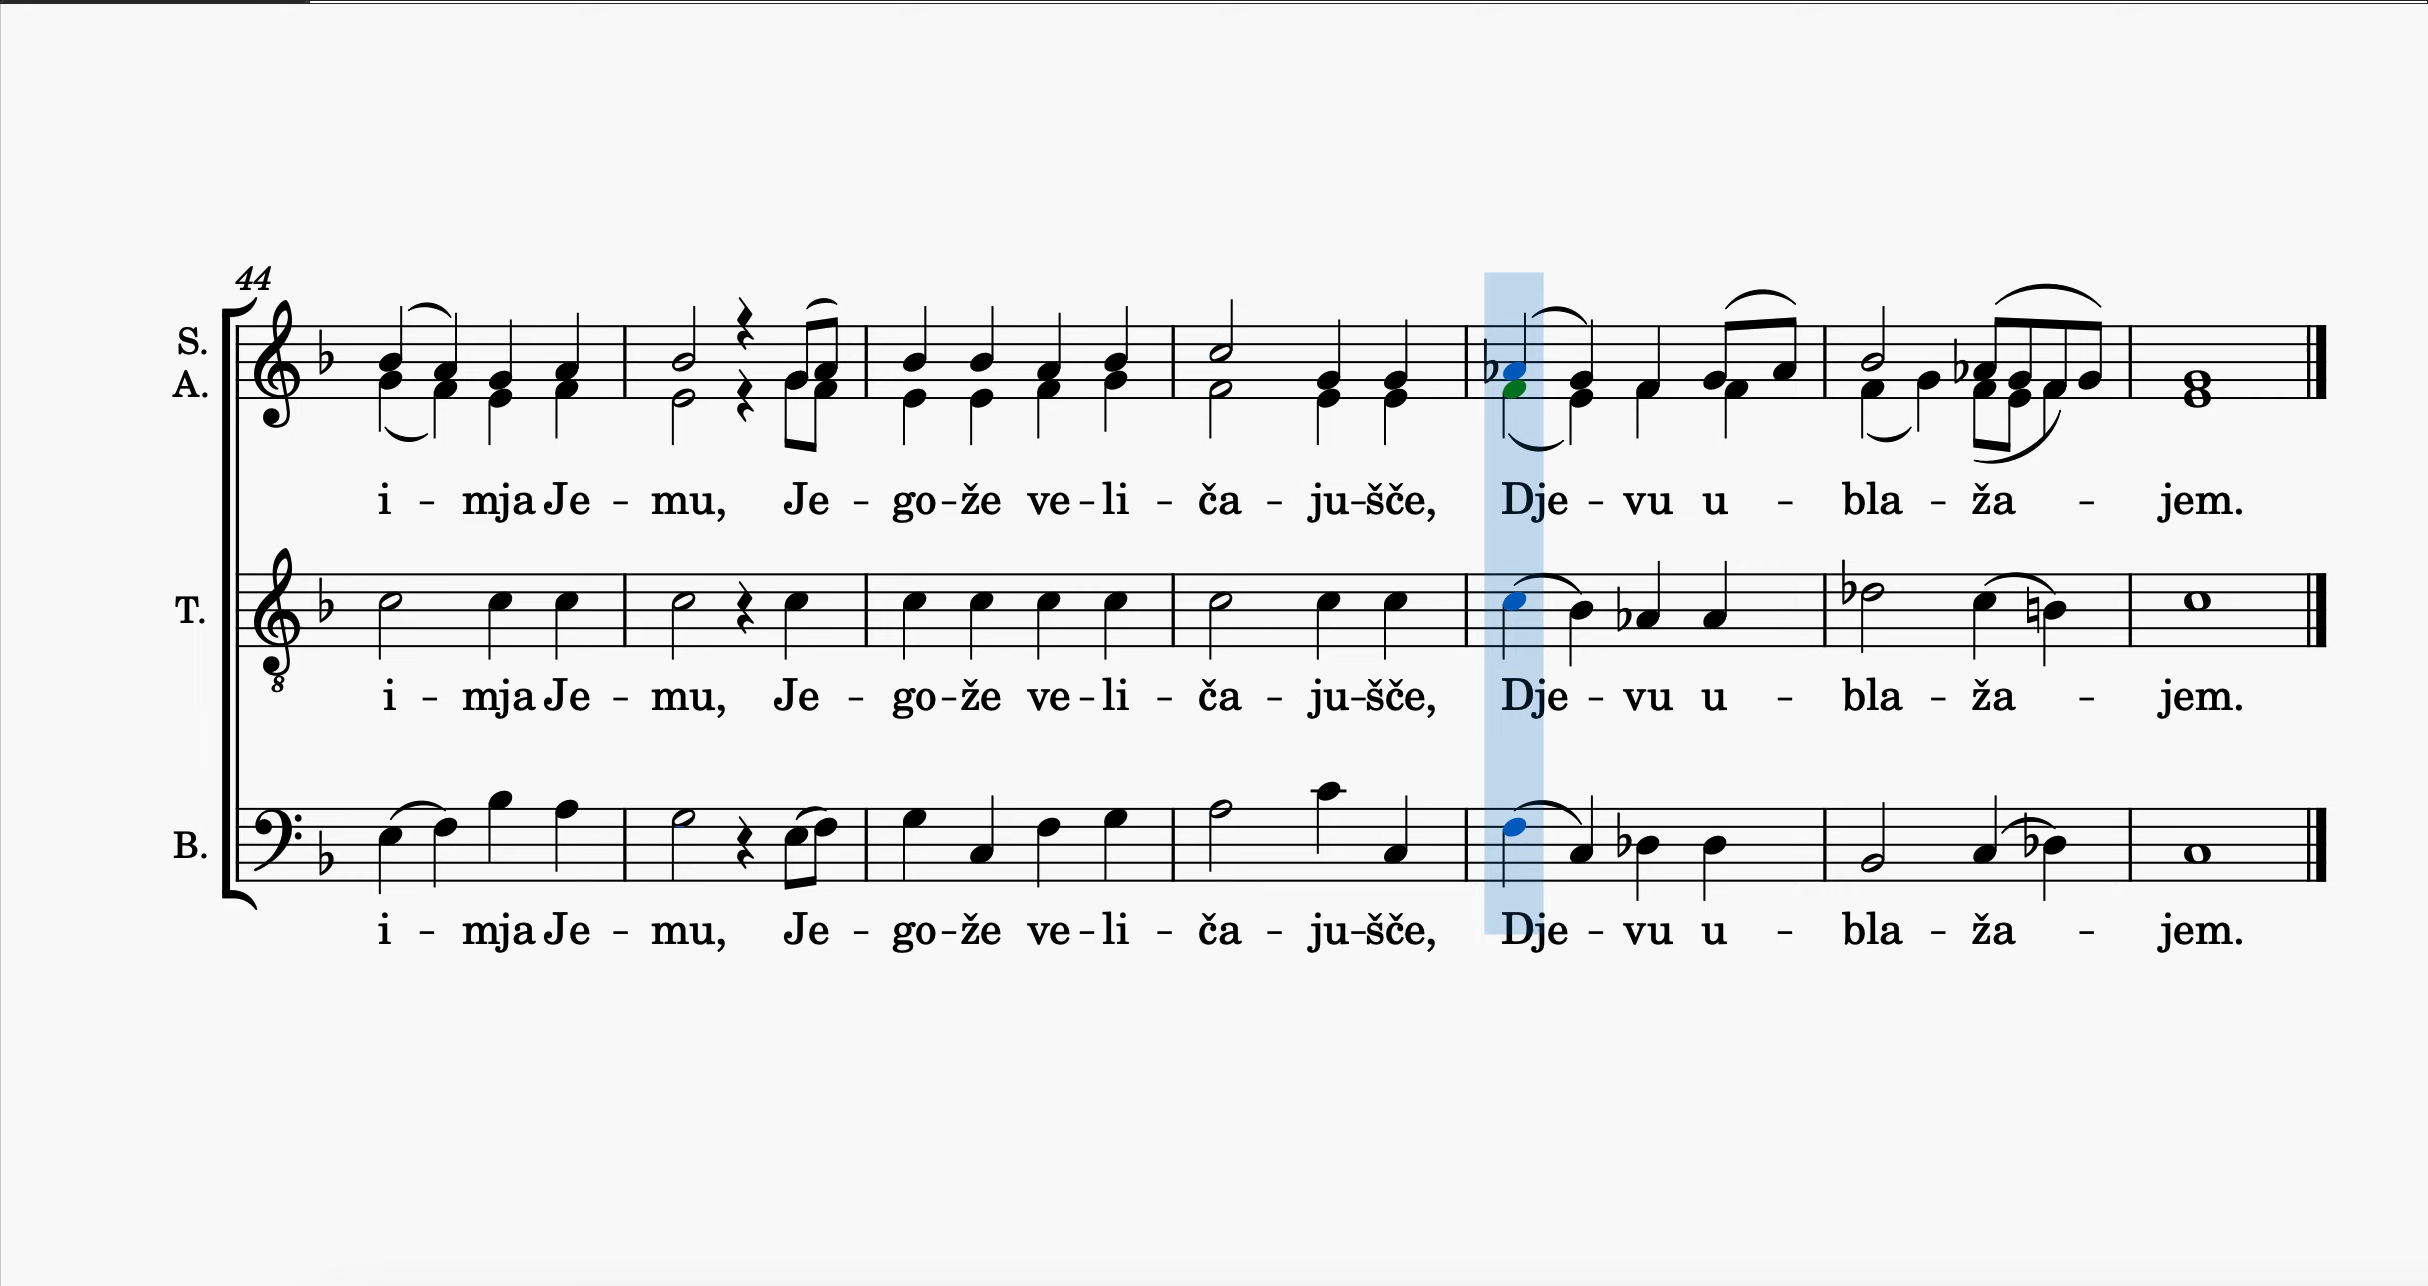 44
S.
A.
i - mja Je - mu, Je - go-že ve-li - ča - ju-šče, Dje - vu u - bla - ža - jem.
T.
8
i - mja Je - mu, Je - go-že ve-li - ča - ju-šče, Dje - vu u - bla - ža - jem.
B.
i - mja Je - mu, Je - go-že ve-li - ča - ju-šče, Dje - vu u - bla - ža - jem.